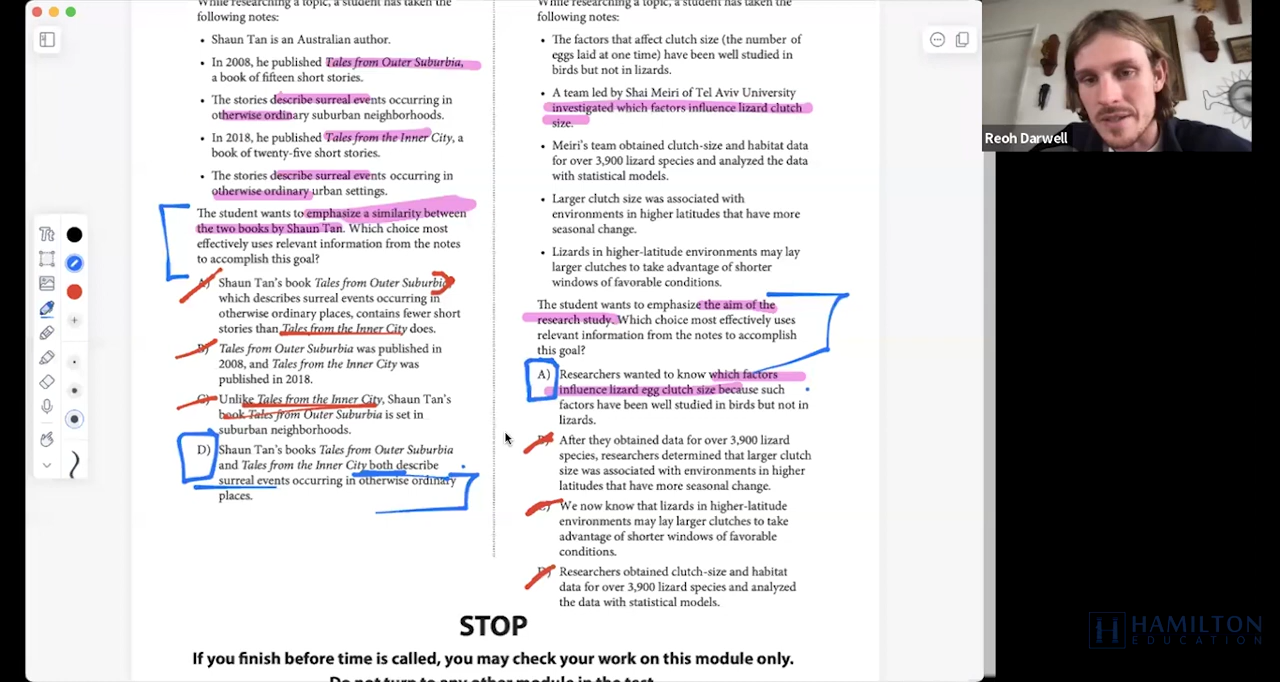 While researching a topic, a student has taken the
following notes:
• Shaun Tan is an Australian author.
• In 2008, he published Tales from Outer Suburbia,
a book of fifteen short stories.
• The stories describe surreal events occurring in
otherwise ordinary suburban neighborhoods.
• In 2018, he published Tales from the Inner City, a
book of twenty-five short stories.
• The stories describe surreal events occurring in
otherwise ordinary urban settings.
The student wants to emphasize a similarity between
the two books by Shaun Tan. Which choice most
effectively uses relevant information from the notes
to accomplish this goal?
A) Shaun Tan's book Tales from Outer Suburbia,
which describes surreal events occurring in
otherwise ordinary places, contains fewer short
stories than Tales from the Inner City does.
B) Tales from Outer Suburbia was published in
2008, and Tales from the Inner City was
published in 2018.
C) Unlike Tales from the Inner City, Shaun Tan's
book Tales from Outer Suburbia is set in
suburban neighborhoods.
D) Shaun Tan's books Tales from Outer Suburbia
and Tales from the Inner City both describe
surreal events occurring in otherwise ordinary
places.
While researching a topic, a student has taken the
following notes:
• The factors that affect clutch size (the number of
eggs laid at one time) have been well studied in
birds but not in lizards.
• A team led by Shai Meiri of Tel Aviv University
investigated which factors influence lizard clutch
size.
• Meiri's team obtained clutch-size and habitat data
for over 3,900 lizard species and analyzed the data
with statistical models.
• Larger clutch size was associated with
environments in higher latitudes that have more
seasonal change.
• Lizards in higher-latitude environments may lay
larger clutches to take advantage of shorter
windows of favorable conditions.
The student wants to emphasize the aim of the
research study. Which choice most effectively uses
relevant information from the notes to accomplish
this goal?
A) Researchers wanted to know which factors
influence lizard egg clutch size because such
factors have been well studied in birds but not in
lizards.
B) After they obtained data for over 3,900 lizard
species, researchers determined that larger clutch
size was associated with environments in higher
latitudes that have more seasonal change.
C) We now know that lizards in higher-latitude
environments may lay larger clutches to take
advantage of shorter windows of favorable
conditions.
D) Researchers obtained clutch-size and habitat
data for over 3,900 lizard species and analyzed
the data with statistical models.
STOP
If you finish before time is called, you may check your work on this module only.
Do not turn to any other module in the test.
Reoh Darwell
HAMILTON
EDUCATION